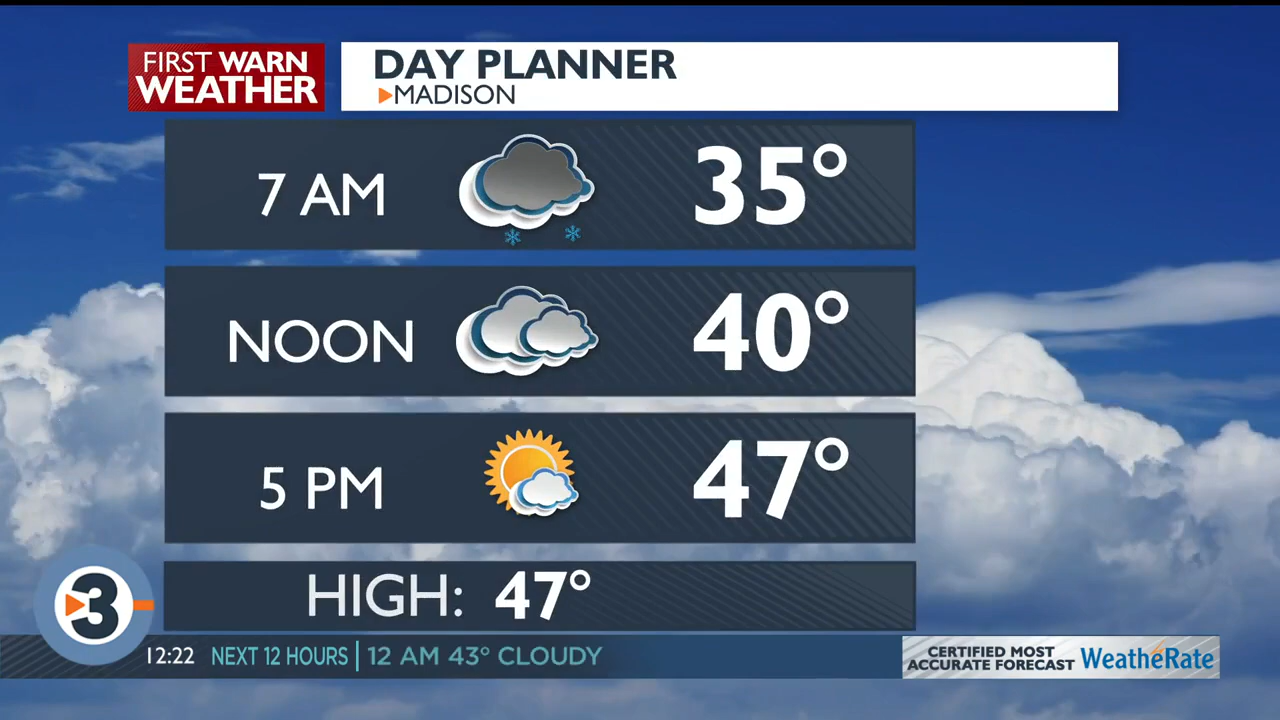 FIRST WARN
WEATHER
DAY PLANNER
MADISON
7 AM 35°
NOON 40°
5 PM 47°
HIGH: 47°
3
12:22 NEXT 12 HOURS 12 AM 43° CLOUDY
CERTIFIED MOST
ACCURATE FORECAST WeatheRate